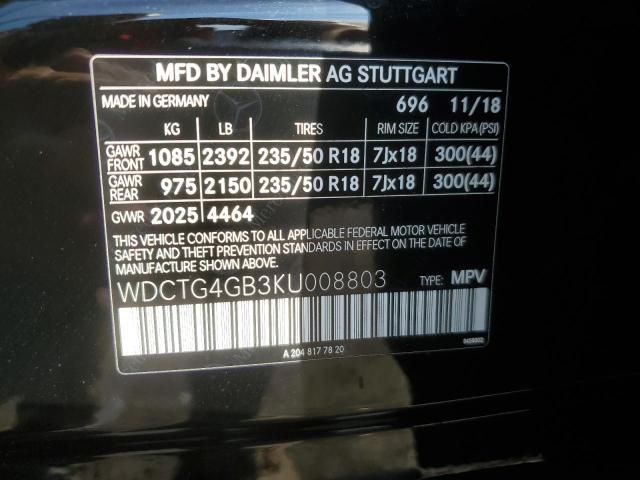 MFD BY DAIMLER AG STUTTGART
MADE IN GERMANY 696 11/18
KG LB TIRES RIM SIZE COLD KPA(PSI)
GAWR FRONT 1085 2392 235/50 R18 7Jx18 300(44)
GAWR REAR 975 2150 235/50 R18 7Jx18 300(44)
GVWR 2025 4464
THIS VEHICLE CONFORMS TO ALL APPLICABLE FEDERAL MOTOR VEHICLE
SAFETY AND THEFT PREVENTION STANDARDS IN EFFECT ON THE DATE OF
MANUFACTURE SHOWN ABOVE.
WDCTG4GB3KU008803 TYPE: MPV
A 204 817 78 20